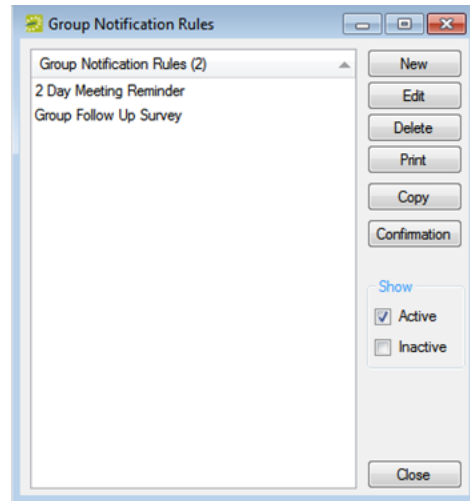 Group Notification Rules
Group Notification Rules (2)
2 Day Meeting Reminder
Group Follow Up Survey
New
Edit
Delete
Print
Copy
Confirmation
Show
Active
Inactive
Close